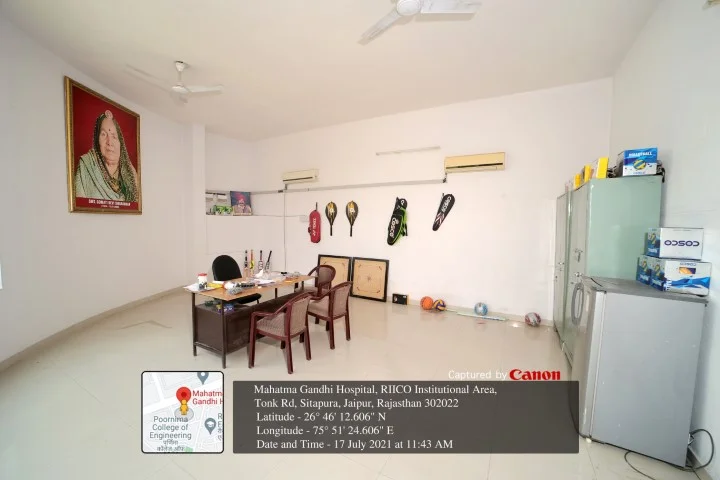 COSCO
COSCO
Captured by Canon
Mahatma Gandhi Hospital, RIICO Institutional Area,
Tonk Rd, Sitapura, Jaipur, Rajasthan 302022
Latitude - 26° 46' 12.606" N
Longitude - 75° 51' 24.606" E
Date and Time - 17 July 2021 at 11:43 AM
Mahatm
Gandhi H
Poornima
College of
Engineering